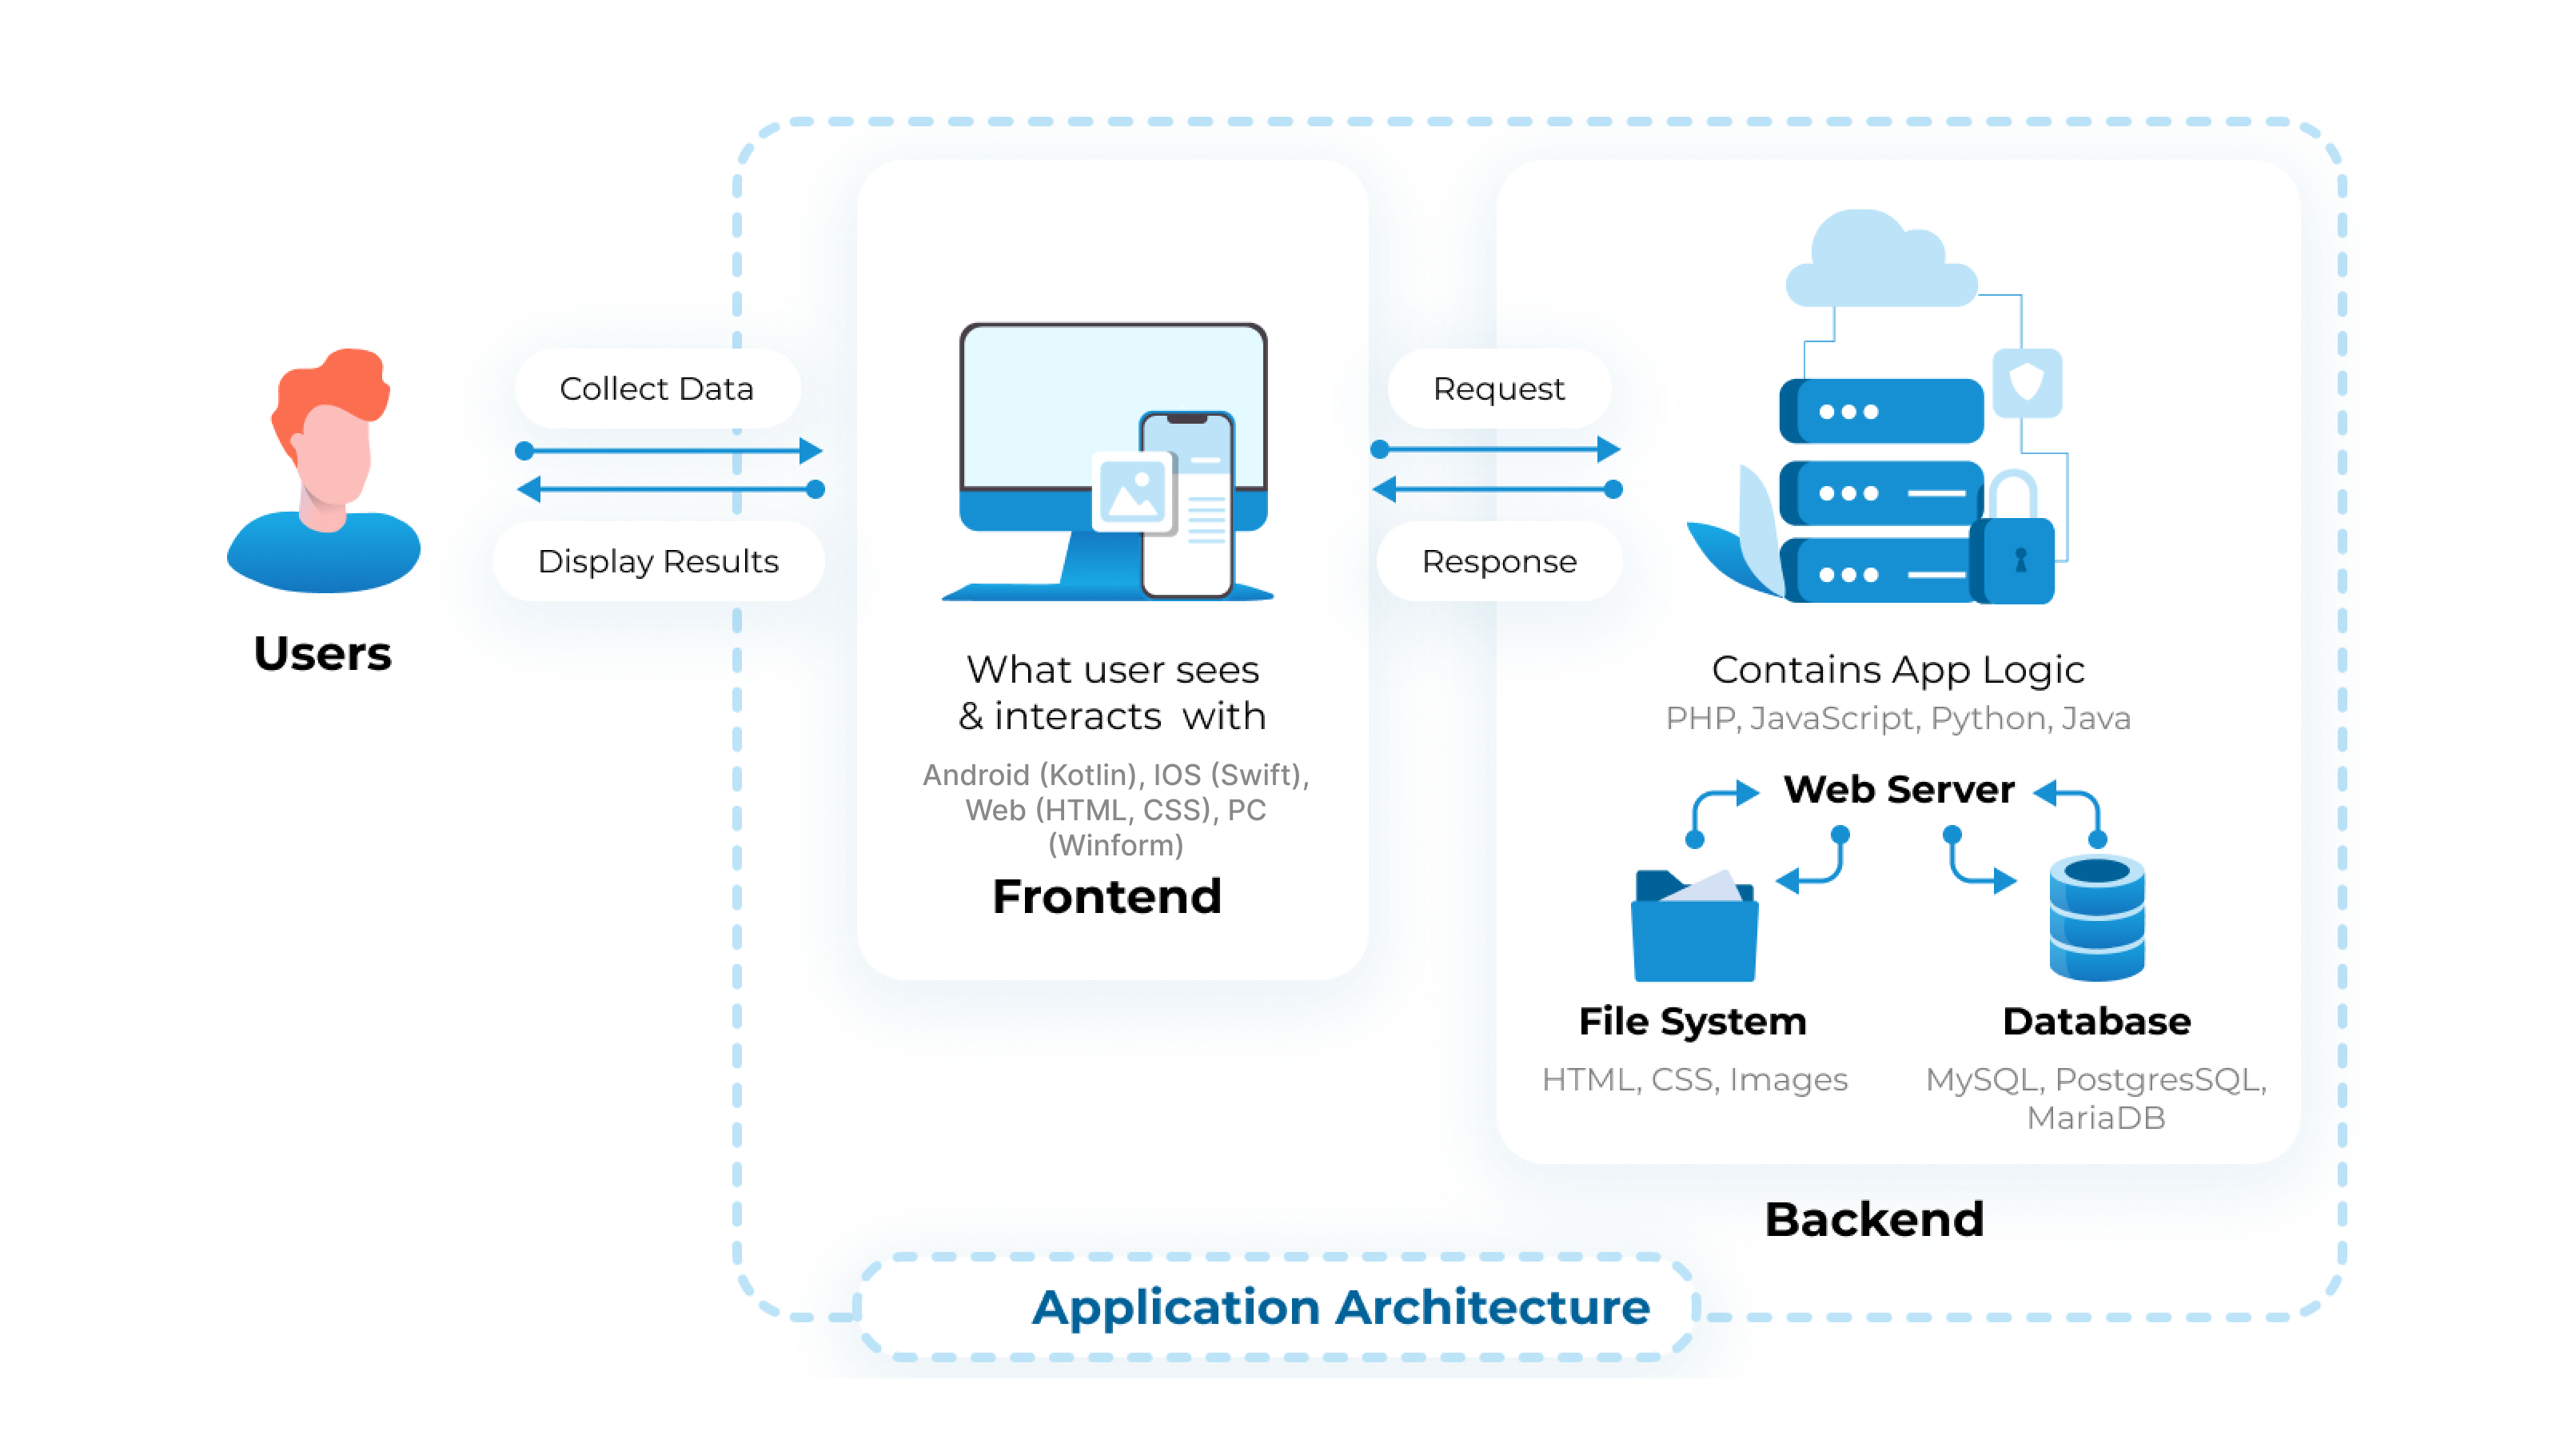 Users
Collect Data
Display Results
What user sees
& interacts with
Android (Kotlin), IOS (Swift),
Web (HTML, CSS), PC
(Winform)
Frontend
Request
Response
Contains App Logic
PHP, JavaScript, Python, Java
Web Server
File System
HTML, CSS, Images
Database
MySQL, PostgresSQL,
MariaDB
Backend
Application Architecture